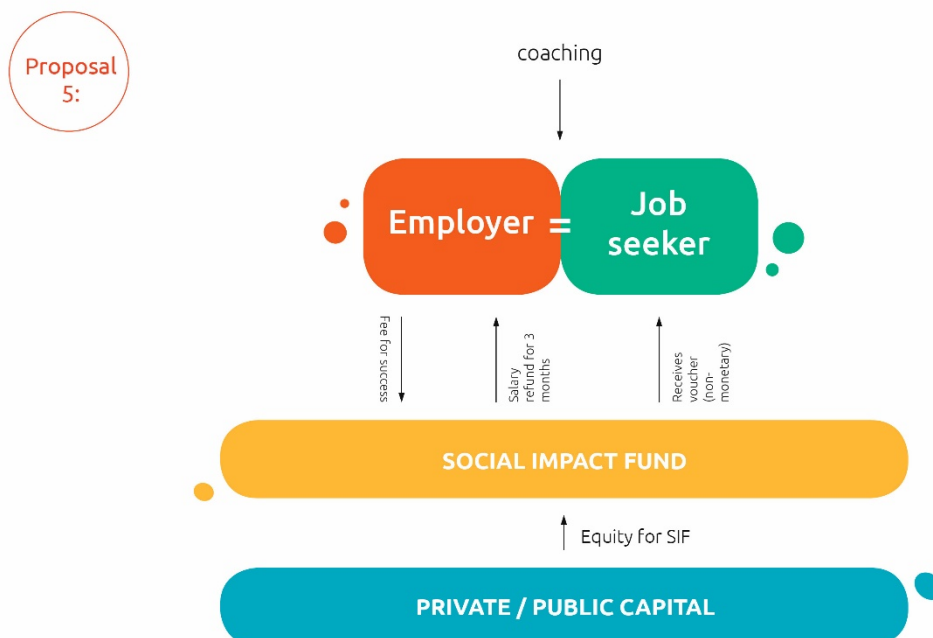 Proposal
5:
coaching
Employer = Job
seeker
Fee for success
Salary
refund for 3
months
Receives
voucher
(non-
monetary)
SOCIAL IMPACT FUND
Equity for SIF
PRIVATE / PUBLIC CAPITAL